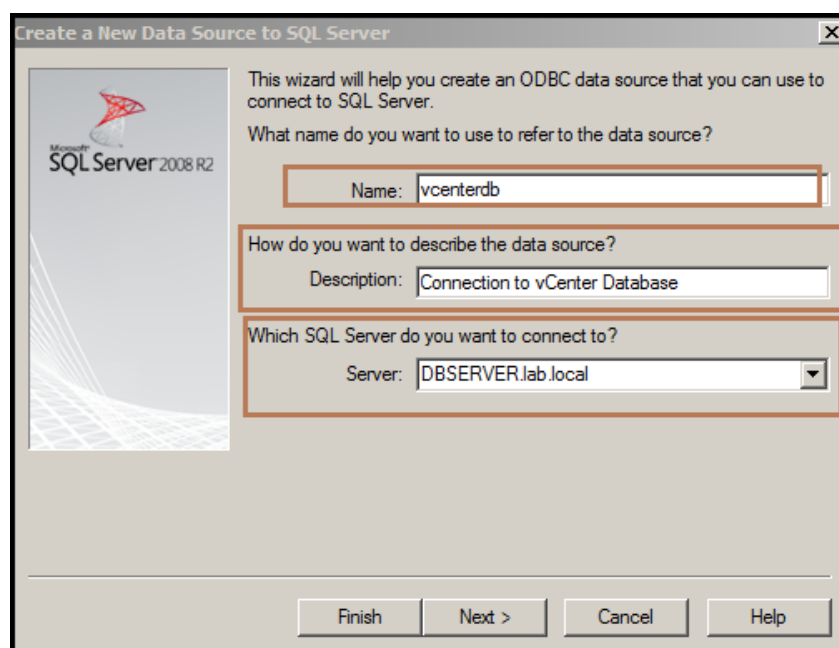 Create a New Data Source to SQL Server
This wizard will help you create an ODBC data source that you can use to
connect to SQL Server.
What name do you want to use to refer to the data source?
Microsoft
SQL Server 2008 R2
Name: vcenterdb
How do you want to describe the data source?
Description: Connection to vCenter Database
Which SQL Server do you want to connect to?
Server: DBSERVER.lab.local
Finish Next > Cancel Help